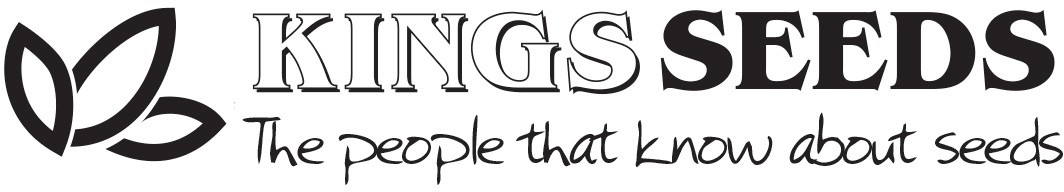 KINGS SEEDS
The people that know about seeds